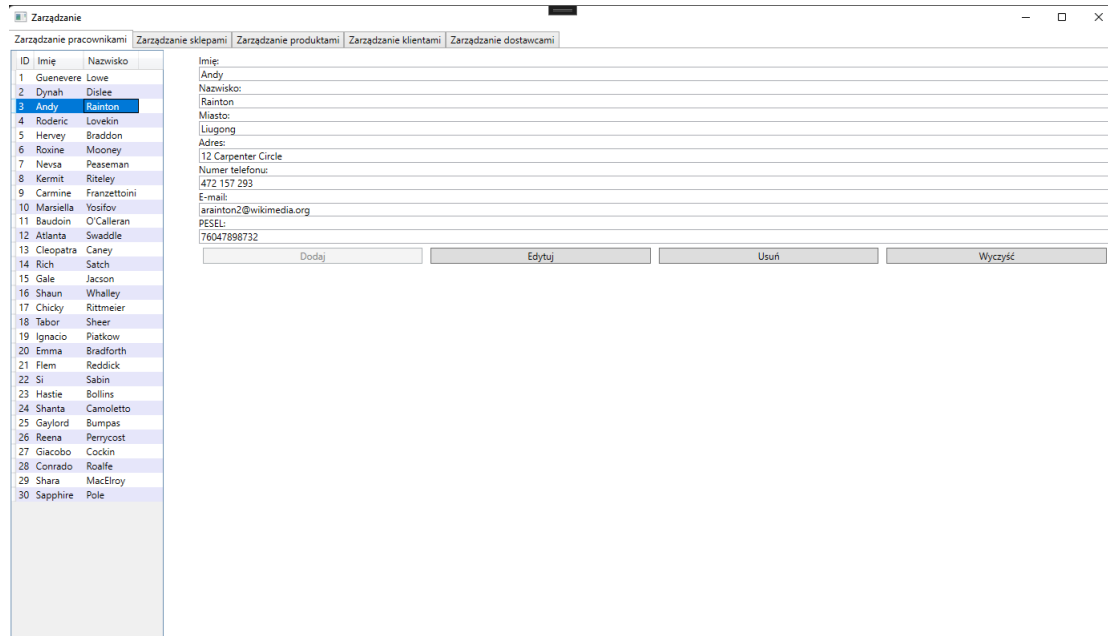 Zarządzanie
Zarządzanie pracownikami Zarządzanie sklepami Zarządzanie produktami Zarządzanie klientami Zarządzanie dostawcami
ID Imię Nazwisko
1 Guenevere Lowe
2 Dynah Dislee
3 Andy Rainton
4 Roderic Lovekin
5 Hervey Braddon
6 Roxine Mooney
7 Nevsa Peaseman
8 Kermit Riteley
9 Carmine Franzettoini
10 Marsiella Yosifov
11 Baudoin O'Calleran
12 Atlanta Swaddle
13 Cleopatra Caney
14 Rich Satch
15 Gale Jacson
16 Shaun Whalley
17 Chicky Rittmeier
18 Tabor Sheer
19 Ignacio Piatkow
20 Emma Bradforth
21 Flem Reddick
22 Si Sabin
23 Hastie Bollins
24 Shanta Camoletto
25 Gaylord Bumpas
26 Reena Perrycost
27 Giacobo Cockin
28 Conrado Roalfe
29 Shara MacElroy
30 Sapphire Pole
Imię:
Andy
Nazwisko:
Rainton
Miasto:
Liugong
Adres:
12 Carpenter Circle
Numer telefonu:
472 157 293
E-mail:
arainton2@wikimedia.org
PESEL:
76047898732
Dodaj Edytuj Usuń Wyczyść